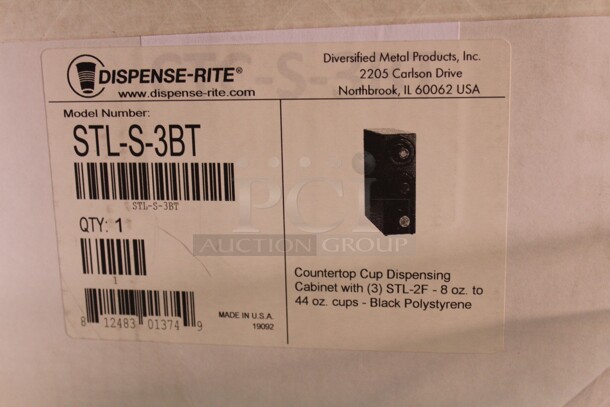 DISPENSE-RITE®
www.dispense-rite.com
Diversified Metal Products, Inc.
2205 Carlson Drive
Northbrook, IL 60062 USA
Model Number:
STL-S-3BT
STL-S-3BT
QTY: 1
1
8 12483 01374 9
MADE IN U.S.A.
19092
Countertop Cup Dispensing
Cabinet with (3) STL-2F - 8 oz. to
44 oz. cups - Black Polystyrene
PCI
AUCTION GROUP